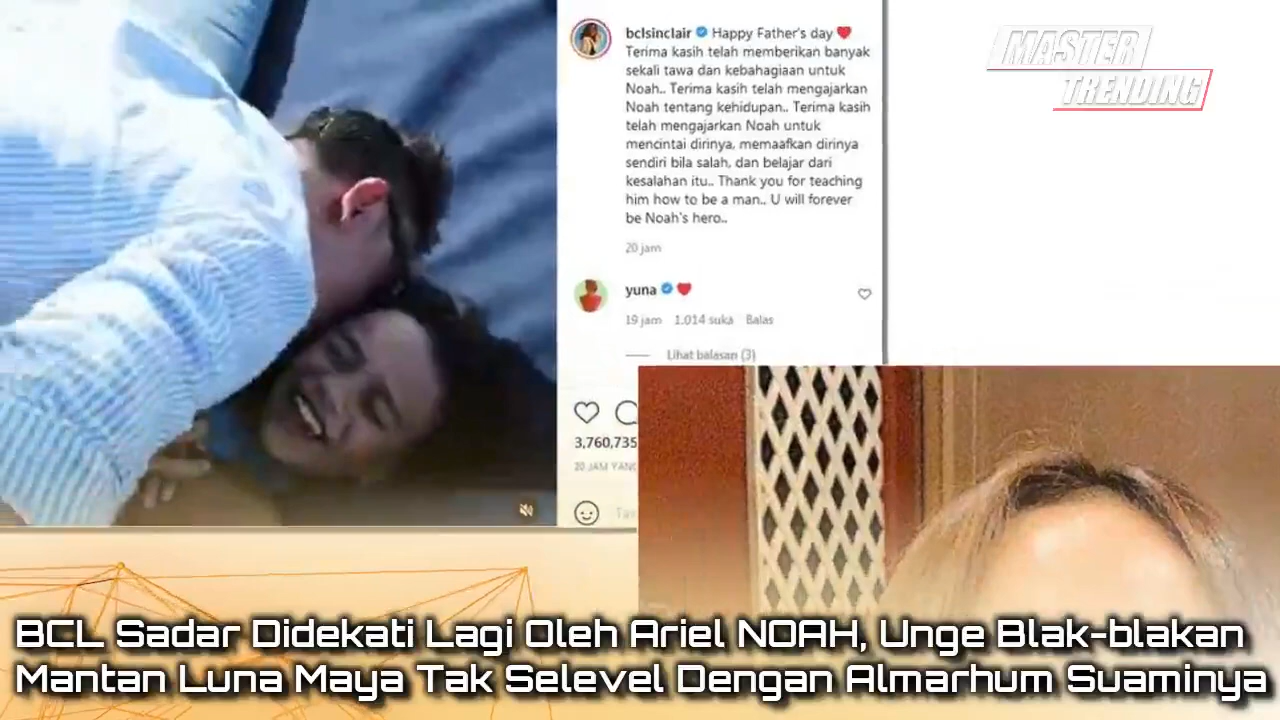 bclsinclair Happy Father's day
Terima kasih telah memberikan banyak
sekali tawa dan kebahagiaan untuk
Noah.. Terima kasih telah mengajarkan
Noah tentang kehidupan.. Terima kasih
telah mengajarkan Noah untuk
mencintai dirinya, memaafkan dirinya
sendiri bila salah, dan belajar dari
kesalahan itu.. Thank you for teaching
him how to be a man.. U will forever
be Noah's hero..
20 jam
yuna
19 jam 1.014 suka Balas
Lihat balasan (3)
3,760,735
20 JAM YANG
MASTER
TRENDING
BCL Sadar Didekati Lagi Oleh Ariel NOAH, Unge Blak-blakan
Mantan Luna Maya Tak Selevel Dengan Almarhum Suaminya